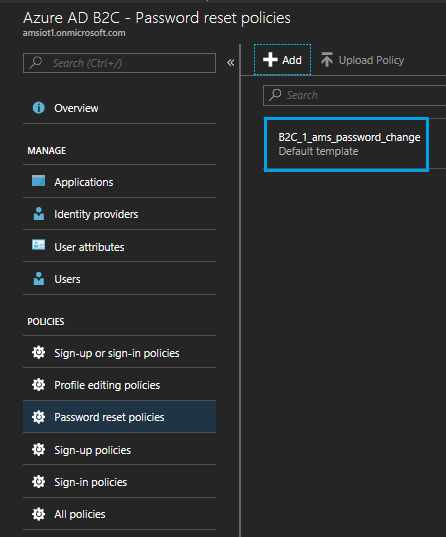 Azure AD B2C - Password reset policies
amsiot1.onmicrosoft.com
Search (Ctrl+/)
«
Overview
MANAGE
Applications
Identity providers
User attributes
Users
POLICIES
Sign-up or sign-in policies
Profile editing policies
Password reset policies
Sign-up policies
Sign-in policies
All policies
Add
Upload Policy
Search
B2C_1_ams_password_change
Default template